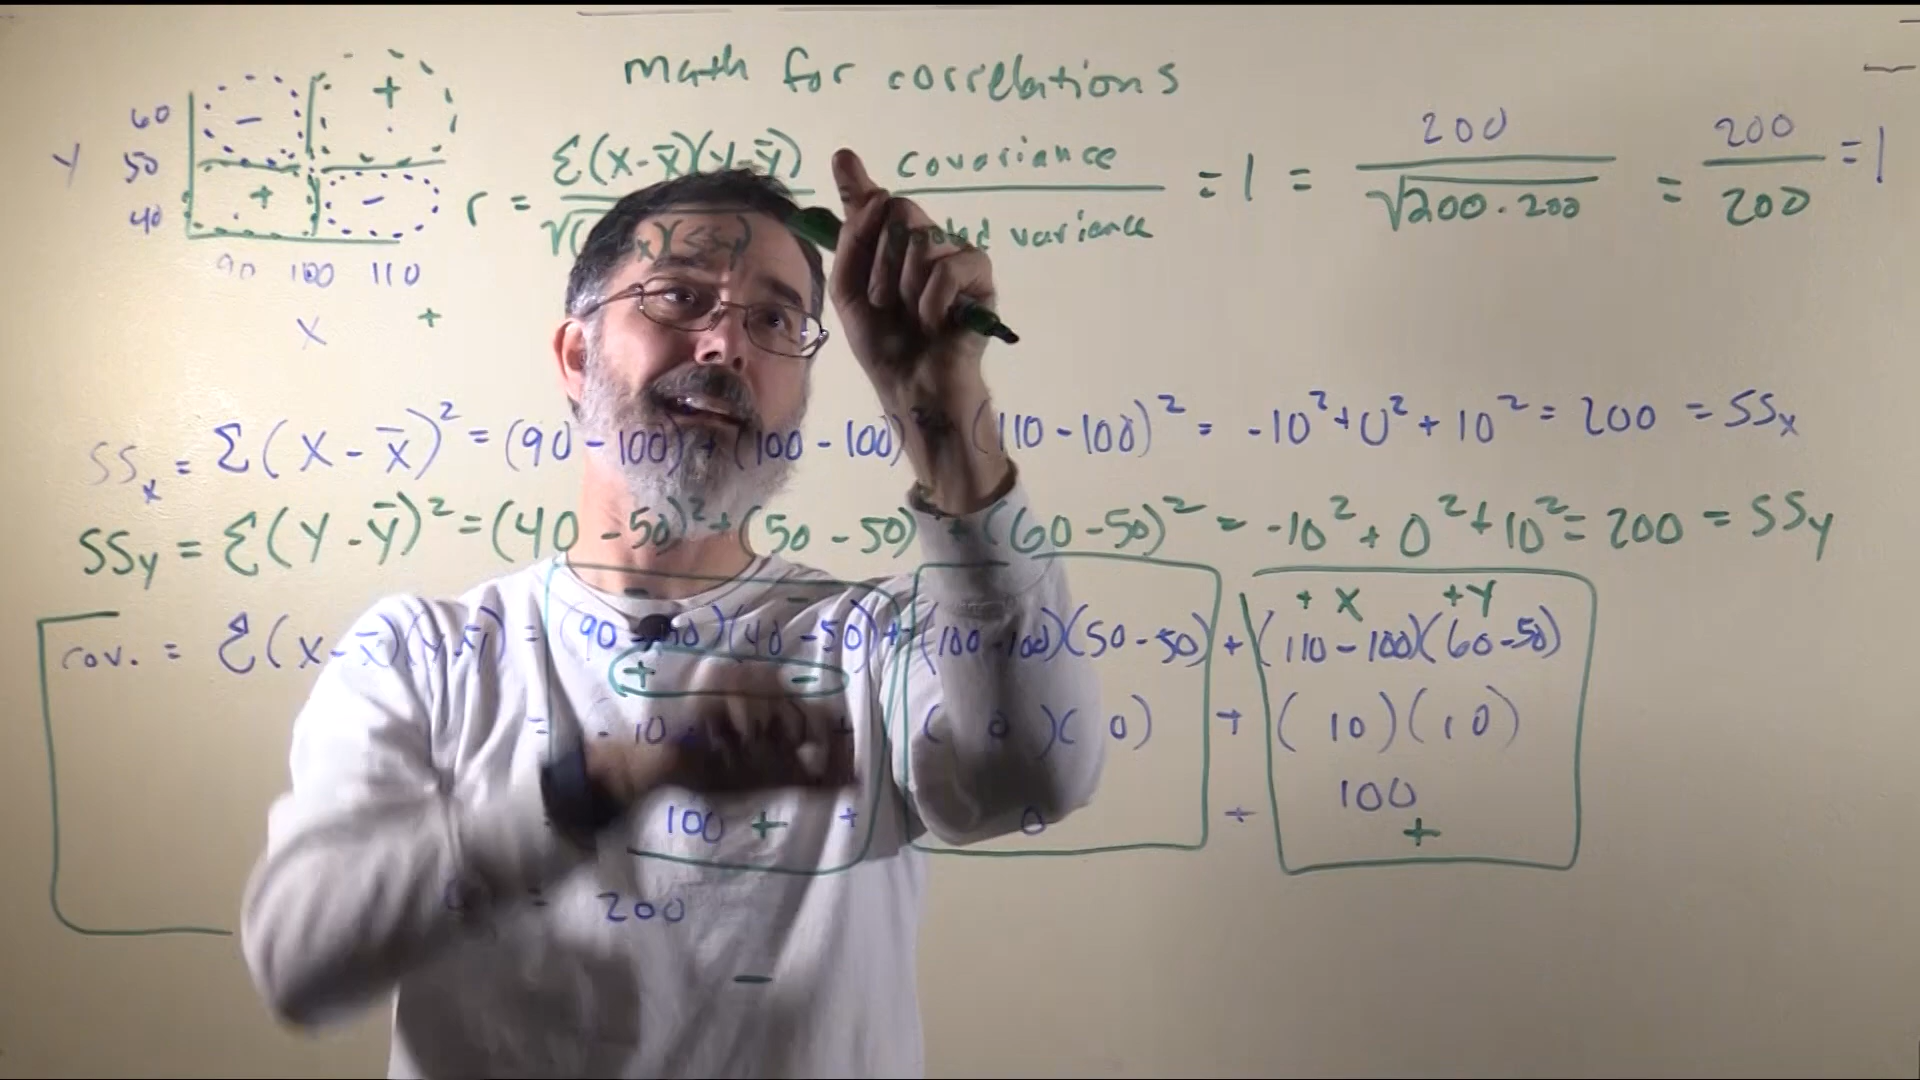 math for correlations
60
Y 50
40
90 100 110
X
+ - + -
+
r = Σ(X-X̄)(Y-Ȳ) / √( x)(SSy) covariance / variance = 1 = 200 / √200·200 = 200 / 200 = 1
SSx = Σ(X-X̄)² = (90-100) + (100-100)² (110-100)² = -10²+0²+10² = 200 = SSx
SSy = Σ(Y-Ȳ)² = (40-50)²+(50-50) + (60-50)² = -10²+0²+10² = 200 = SSy
- - + X +Y
cov. = Σ(X-X̄)(Y-Ȳ) = (90- )(40-50) + (100-100)(50-50) + (110-100)(60-50)
+ -
= -10 + ( 0 )( 0) + (10)(10)
100 + + 0 + 100
+
= 200
-